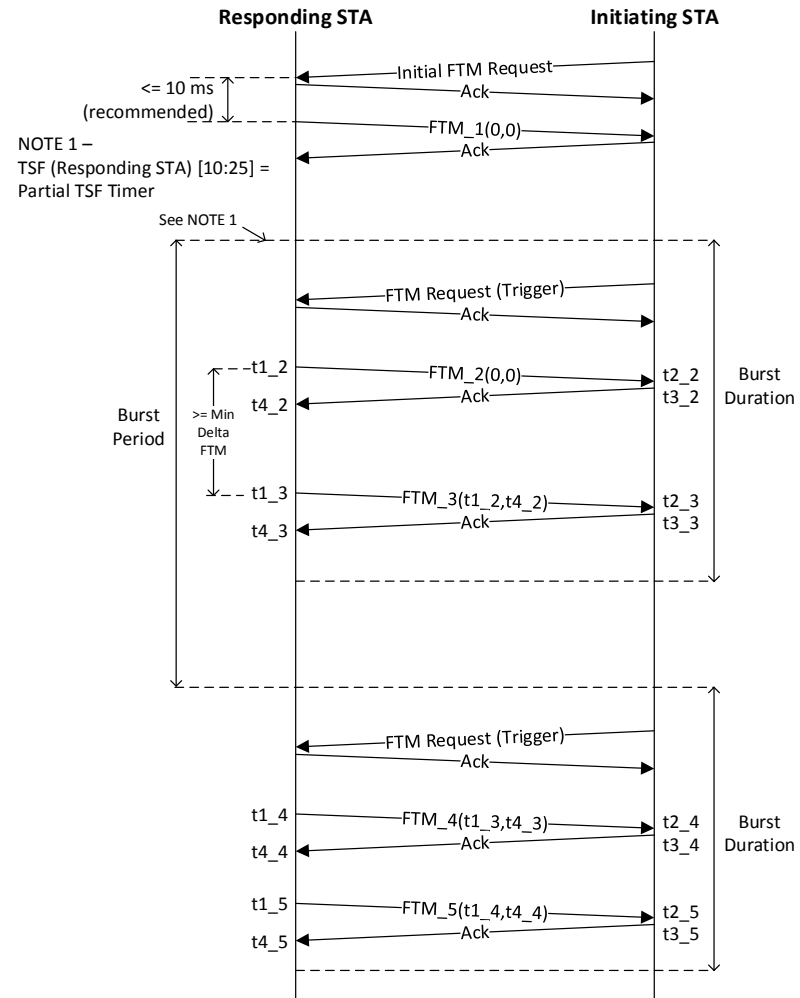 Responding STA
Initiating STA
Initial FTM Request
<= 10 ms
(recommended)
Ack
FTM_1(0,0)
Ack
NOTE 1 –
TSF (Responding STA) [10:25] =
Partial TSF Timer
See NOTE 1
FTM Request (Trigger)
Ack
t1_2
FTM_2(0,0)
t2_2
t4_2
Ack
t3_2
Burst
Duration
Burst
Period
>= Min
Delta
FTM
t1_3
FTM_3(t1_2,t4_2)
t2_3
t4_3
Ack
t3_3
FTM Request (Trigger)
Ack
t1_4
FTM_4(t1_3,t4_3)
t2_4
t4_4
Ack
t3_4
Burst
Duration
t1_5
FTM_5(t1_4,t4_4)
t2_5
t4_5
Ack
t3_5